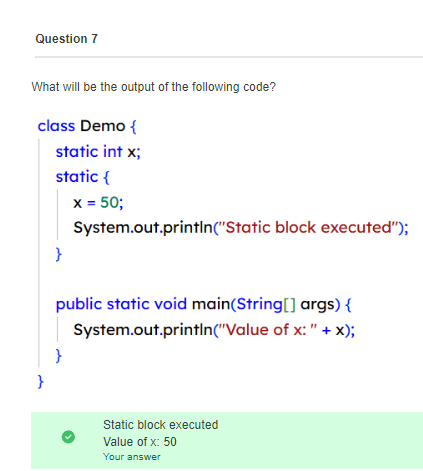 Question 7
What will be the output of the following code?
class Demo {
static int x;
static {
x = 50;
System.out.println("Static block executed");
}
public static void main(String[] args) {
System.out.println("Value of x: " + x);
}
}
Static block executed
Value of x: 50
Your answer